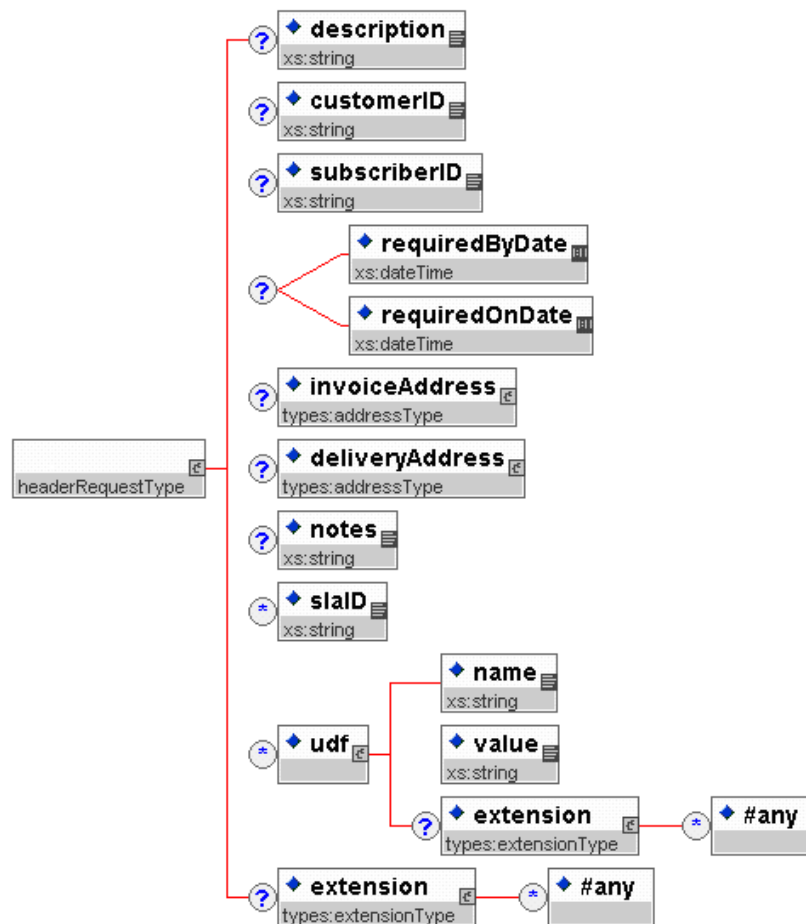 ? description
xs:string
? customerID
xs:string
? subscriberID
xs:string
requiredByDate
xs:dateTime
?
requiredOnDate
xs:dateTime
? invoiceAddress
types:addressType
? deliveryAddress
types:addressType
headerRequestType
? notes
xs:string
* slaID
xs:string
name
xs:string
* udf
value
xs:string
? extension * #any
types:extensionType
? extension * #any
types:extensionType